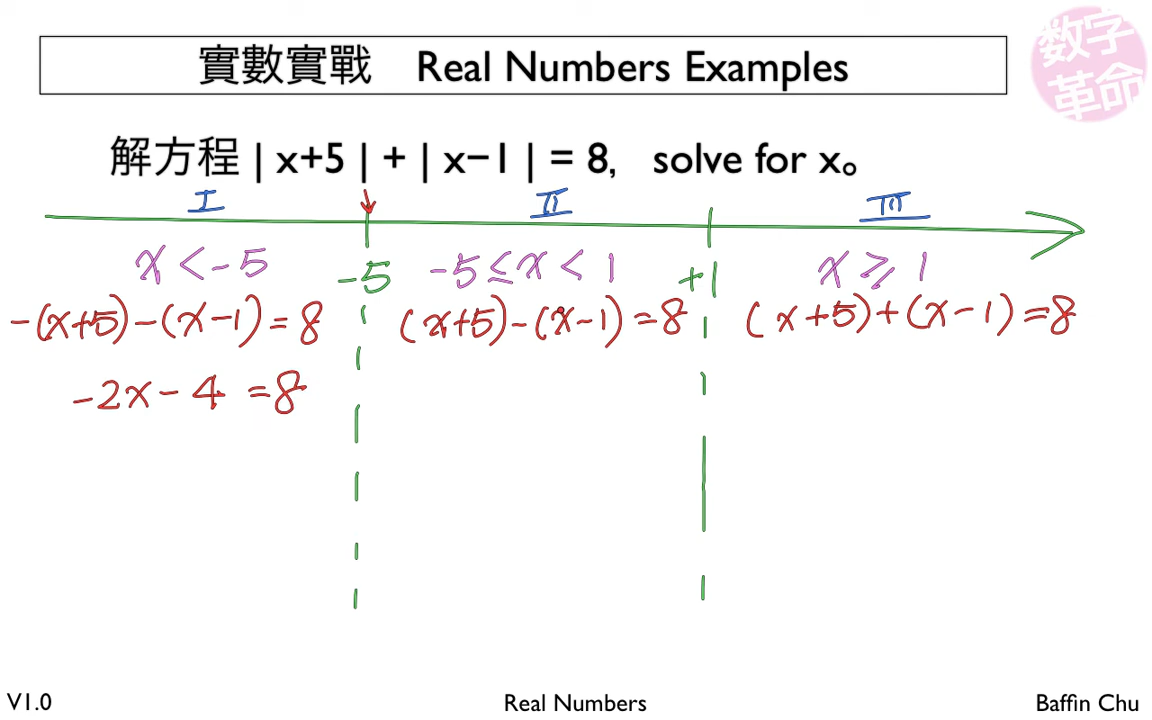 實數實戰 Real Numbers Examples
数字
革命
解方程 | x+5 | + | x−1 | = 8, solve for x。
I II III
x < -5 -5 -5 ≤ x < 1 +1 x ≥ 1
-(x+5)-(x-1)=8 (x+5)-(x-1)=8 (x+5)+(x-1)=8
-2x-4=8
V1.0 Real Numbers Baffin Chu